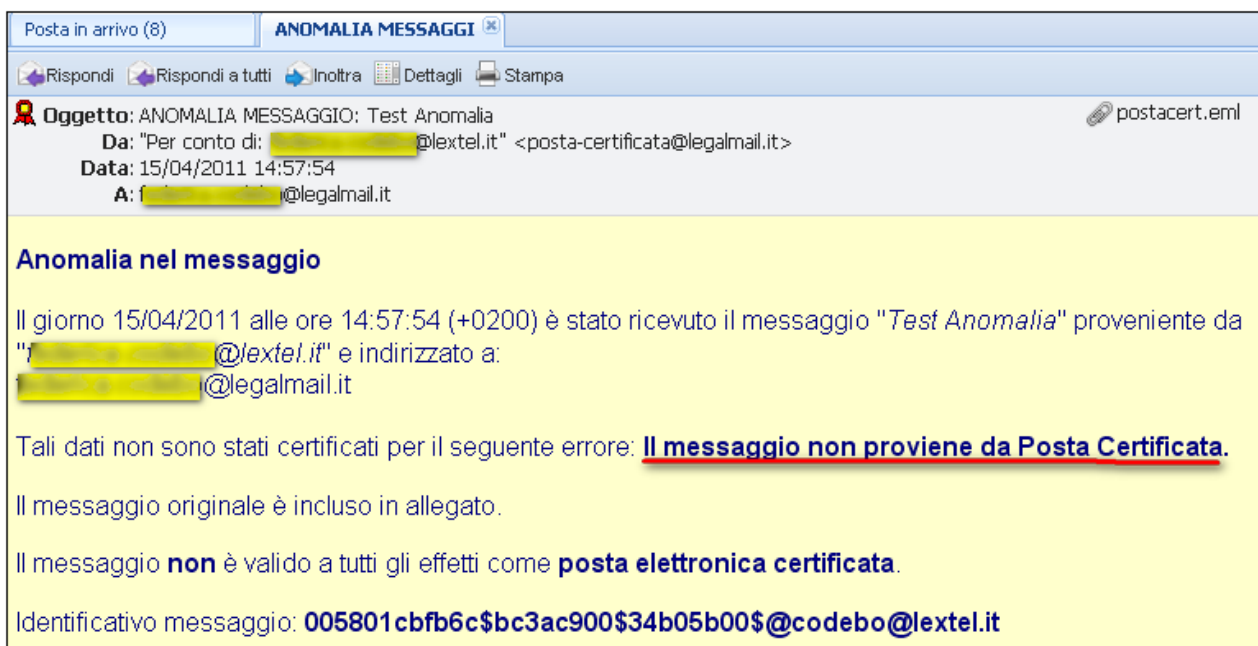 Posta in arrivo (8) ANOMALIA MESSAGGI
Rispondi Rispondi a tutti Inoltra Dettagli Stampa
Oggetto: ANOMALIA MESSAGGIO: Test Anomalia postacert.eml
Da: "Per conto di: @lextel.it" <posta-certificata@legalmail.it>
Data: 15/04/2011 14:57:54
A: @legalmail.it
Anomalia nel messaggio
Il giorno 15/04/2011 alle ore 14:57:54 (+0200) è stato ricevuto il messaggio "Test Anomalia" proveniente da
"@lextel.it" e indirizzato a:
@legalmail.it
Tali dati non sono stati certificati per il seguente errore: Il messaggio non proviene da Posta Certificata.
Il messaggio originale è incluso in allegato.
Il messaggio non è valido a tutti gli effetti come posta elettronica certificata.
Identificativo messaggio: 005801cbfb6c$bc3ac900$34b05b00$@codebo@lextel.it